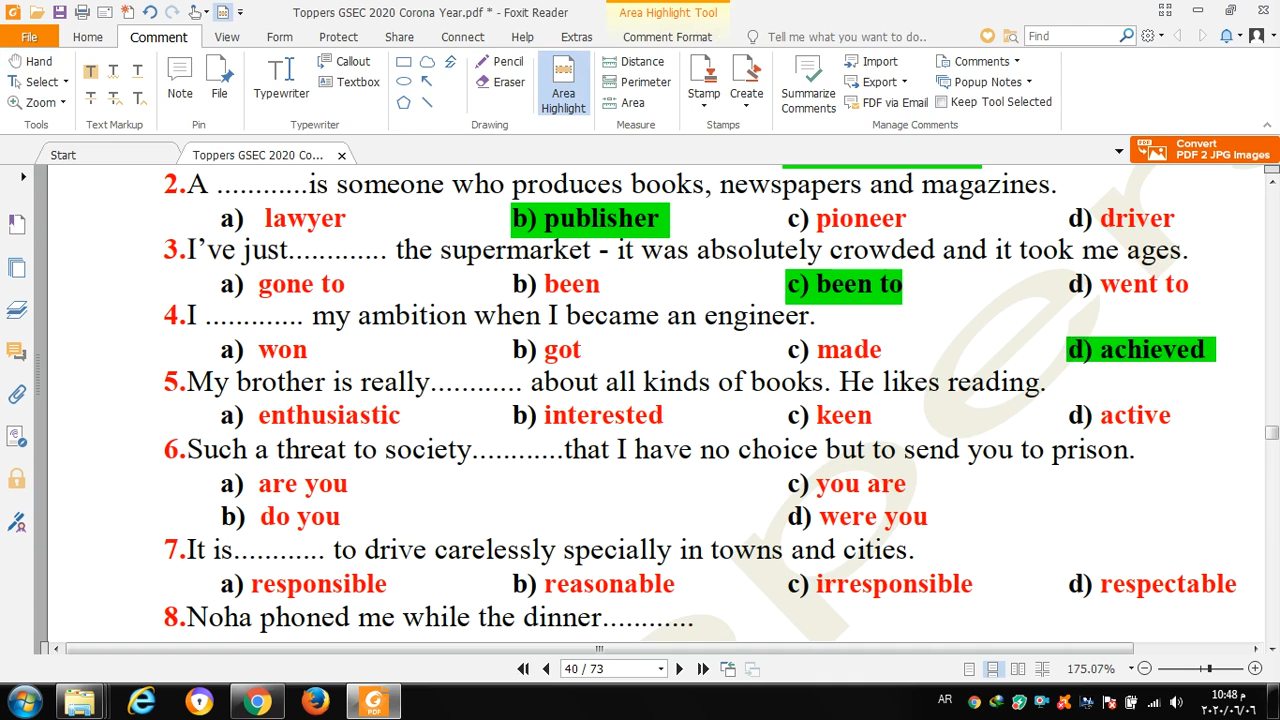 Toppers GSEC 2020 Corona Year.pdf * - Foxit Reader
Area Highlight Tool
File Home Comment View Form Protect Share Connect Help Extras Comment Format Tell me what you want to do.. Find
Hand Select Zoom
Tools
Text Markup
Note File
Pin
Typewriter Callout Textbox
Typewriter
Pencil Eraser
Drawing
Area Highlight
Distance Perimeter Area
Measure
Stamp Create
Stamps
Summarize Comments
Import Export FDF via Email
Comments Popup Notes Keep Tool Selected
Manage Comments
Start Toppers GSEC 2020 Co...
Convert
PDF 2 JPG Images
2.A ............is someone who produces books, newspapers and magazines.
a) lawyer b) publisher c) pioneer d) driver
3.I’ve just............. the supermarket - it was absolutely crowded and it took me ages.
a) gone to b) been c) been to d) went to
4.I ............. my ambition when I became an engineer.
a) won b) got c) made d) achieved
5.My brother is really............ about all kinds of books. He likes reading.
a) enthusiastic b) interested c) keen d) active
6.Such a threat to society............that I have no choice but to send you to prison.
a) are you c) you are
b) do you d) were you
7.It is............ to drive carelessly specially in towns and cities.
a) responsible b) reasonable c) irresponsible d) respectable
8.Noha phoned me while the dinner............
40 / 73
175.07%
AR
10:48 م
٢٠٢٠/٠٦/٠٦